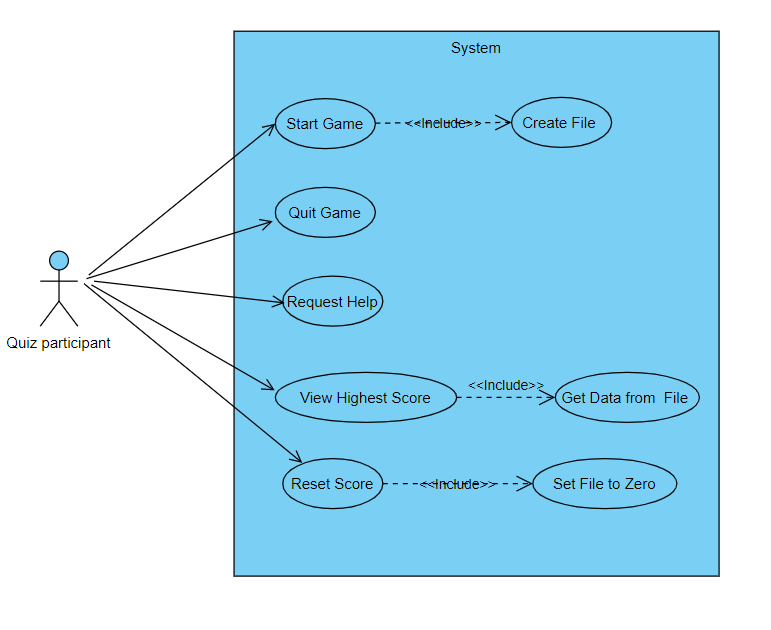 System
Start Game
<<Include>>
Create File
Quit Game
Request Help
Quiz participant
<<Include>>
View Highest Score
Get Data from  File
Reset Score
<<Include>>
Set File to Zero